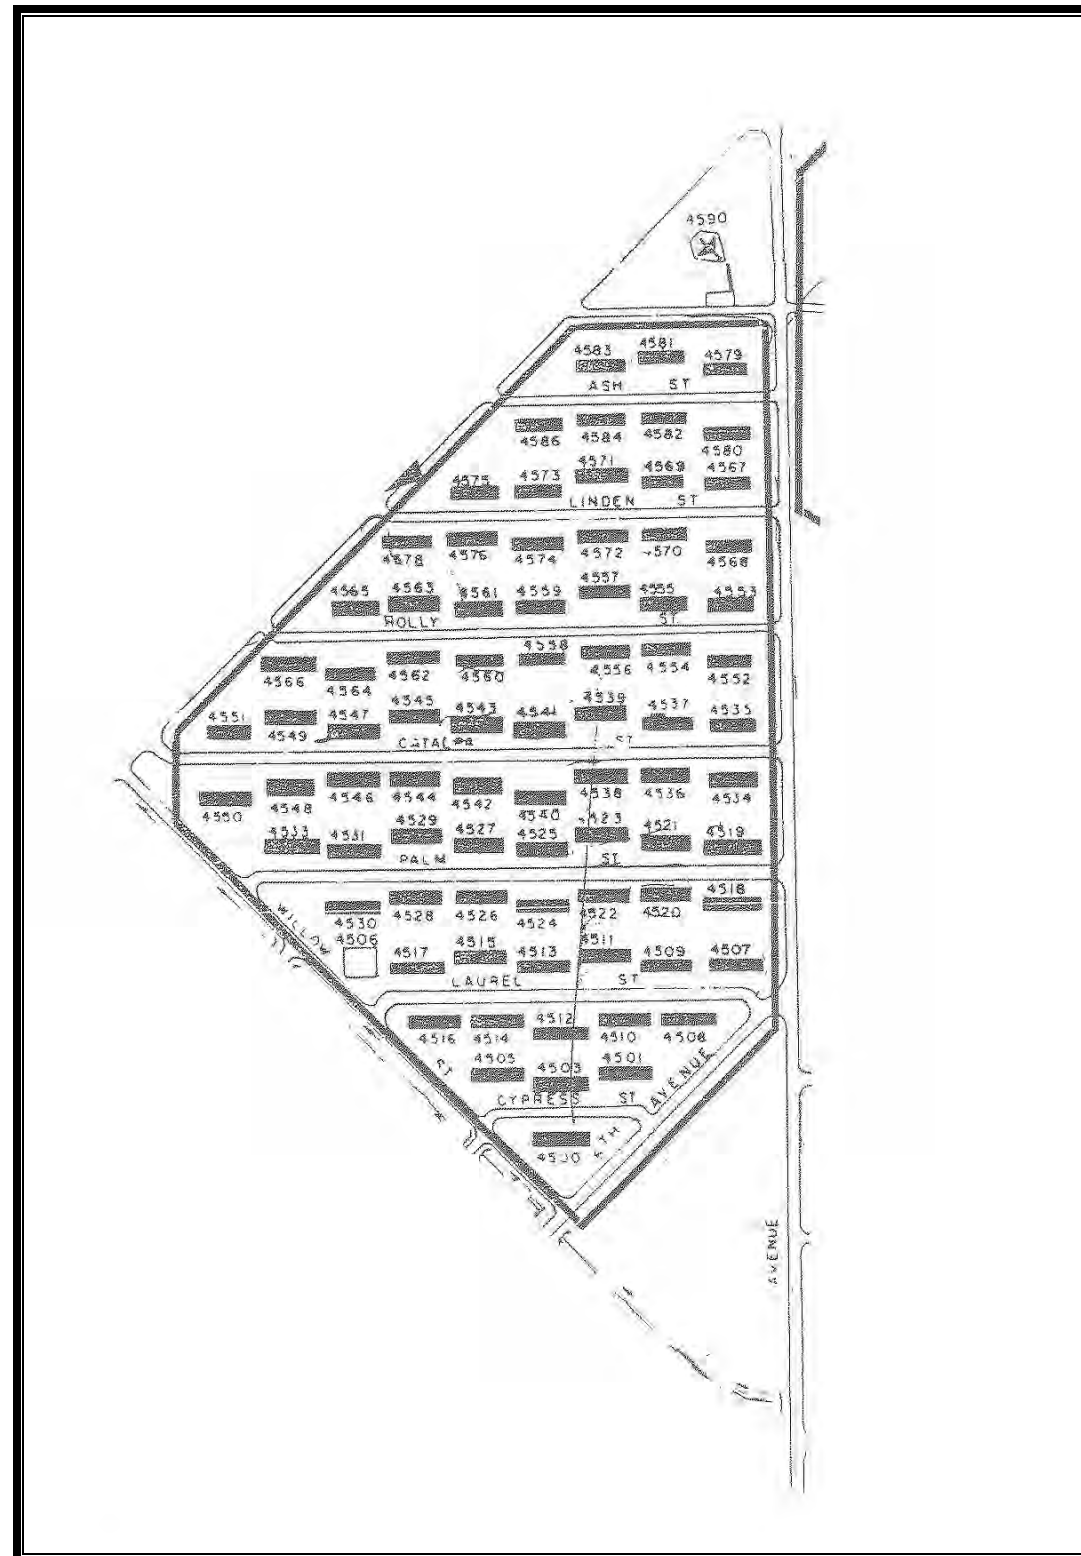 4590
4583 4581 4579
ASH ST
4586 4584 4582 4580
4575 4573 4571 4569 4567
LINDEN ST
4578 4576 4574 4572 4570 4568
4565 4563 4561 4559 4557 4555 4553
HOLLY ST
4566 4564 4562 4560 4558 4556 4554 4552
4551 4549 4547 4545 4543 4541 4539 4537 4535
CATALPA ST
4550 4548 4546 4544 4542 4540 4538 4536 4534
4533 4531 4529 4527 4525 4523 4521 4519
PALM ST
WILLOW
4530 4528 4526 4524 4522 4520 4518
4506 4517 4515 4513 4511 4509 4507
LAUREL ST
4516 4514 4512 4510 4508
ST
4505 4503 4501
AVENUE
CYPRESS ST
4500
AVENUE